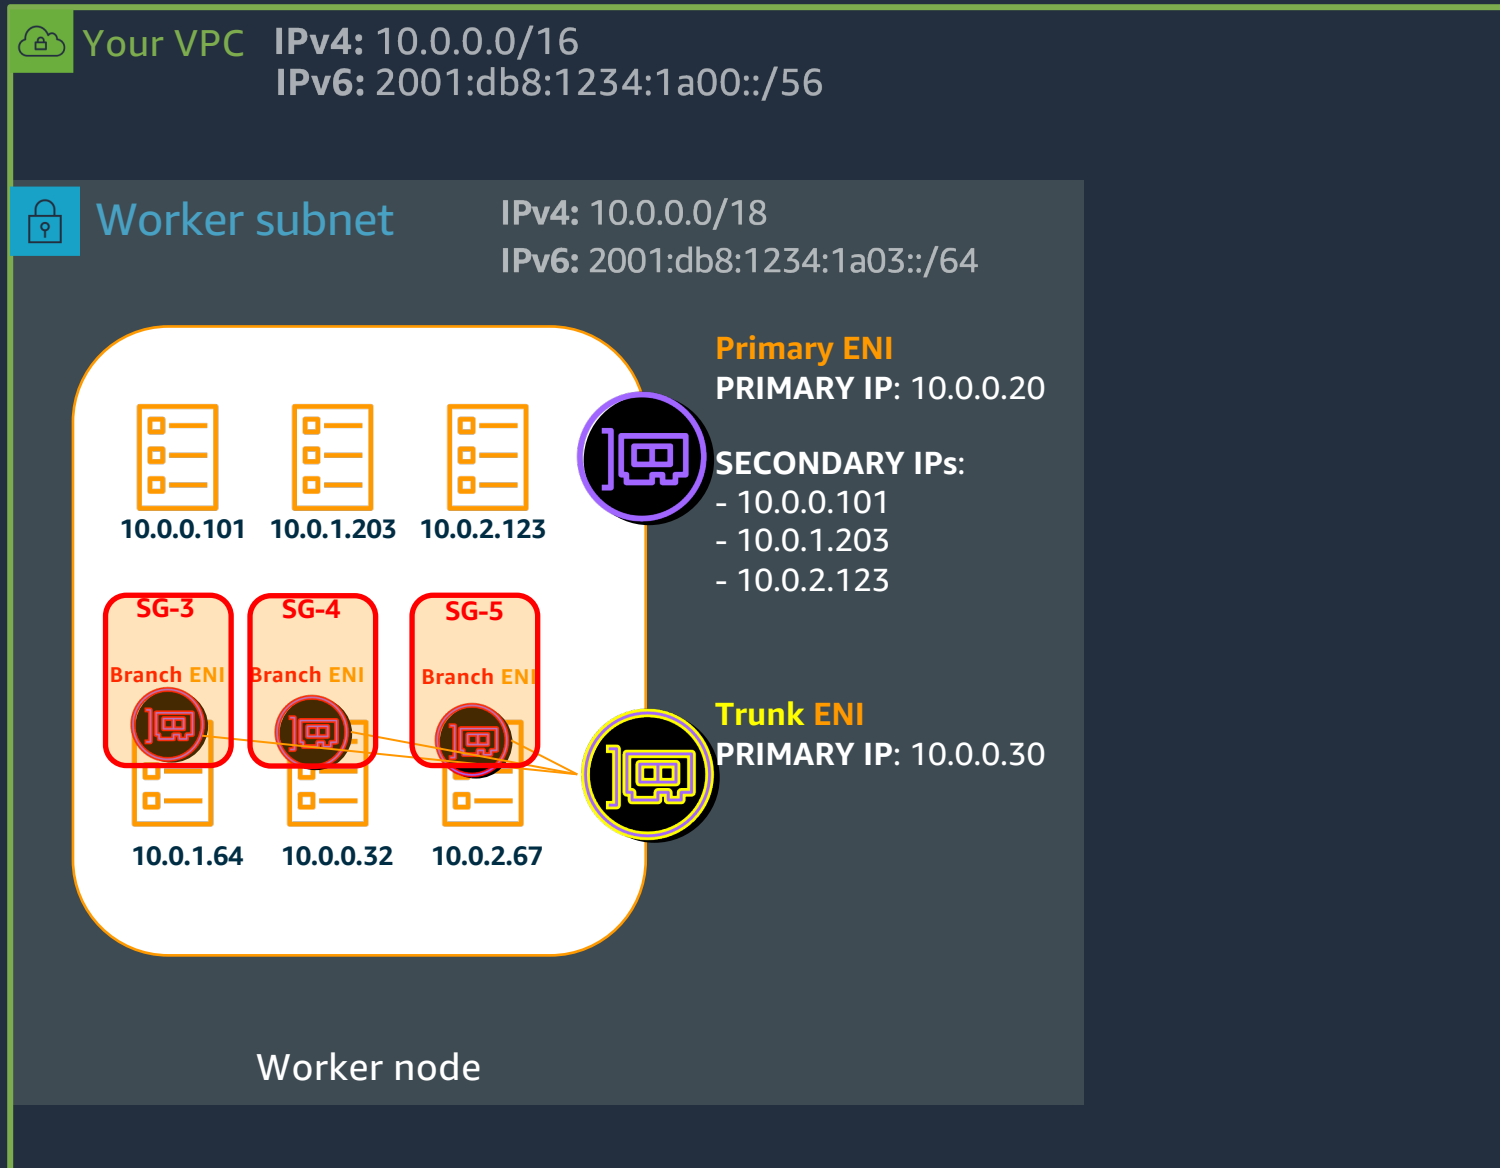 Your VPC IPv4: 10.0.0.0/16
IPv6: 2001:db8:1234:1a00::/56
Worker subnet IPv4: 10.0.0.0/18
IPv6: 2001:db8:1234:1a03::/64
Primary ENI
PRIMARY IP: 10.0.0.20
SECONDARY IPs:
- 10.0.0.101
- 10.0.1.203
- 10.0.2.123
10.0.0.101 10.0.1.203 10.0.2.123
SG-3 SG-4 SG-5
Branch ENI Branch ENI Branch ENI
Trunk ENI
PRIMARY IP: 10.0.0.30
10.0.1.64 10.0.0.32 10.0.2.67
Worker node